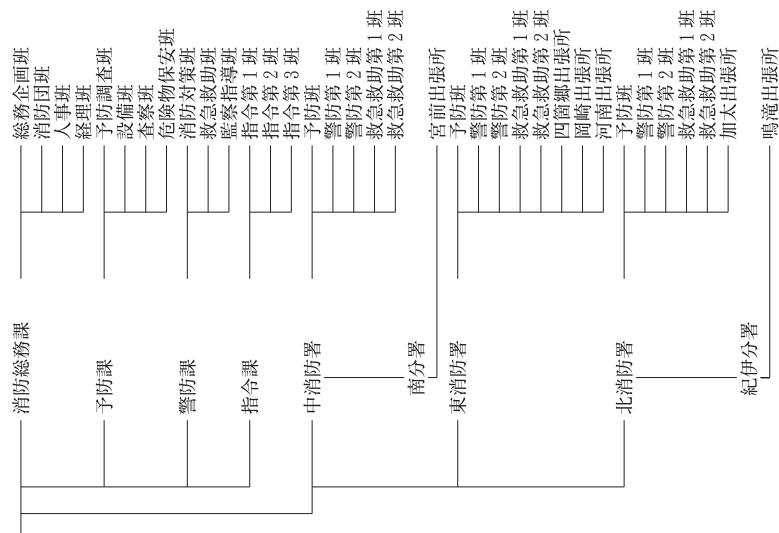 消防総務課
総務企画班
消防団班
人事班
経理班
予防課
予防調査班
設備班
査察班
危険物保安班
警防課
消防対策班
救急救助班
監察指導班
指令課
指令第1班
指令第2班
指令第3班
中消防署
予防班
警防第1班
警防第2班
救急救助第1班
救急救助第2班
南分署
宮前出張所
東消防署
予防班
警防第1班
警防第2班
救急救助第1班
救急救助第2班
四箇郷出張所
岡崎出張所
河南出張所
北消防署
予防班
警防第1班
警防第2班
救急救助第1班
救急救助第2班
加太出張所
紀伊分署
鳴滝出張所